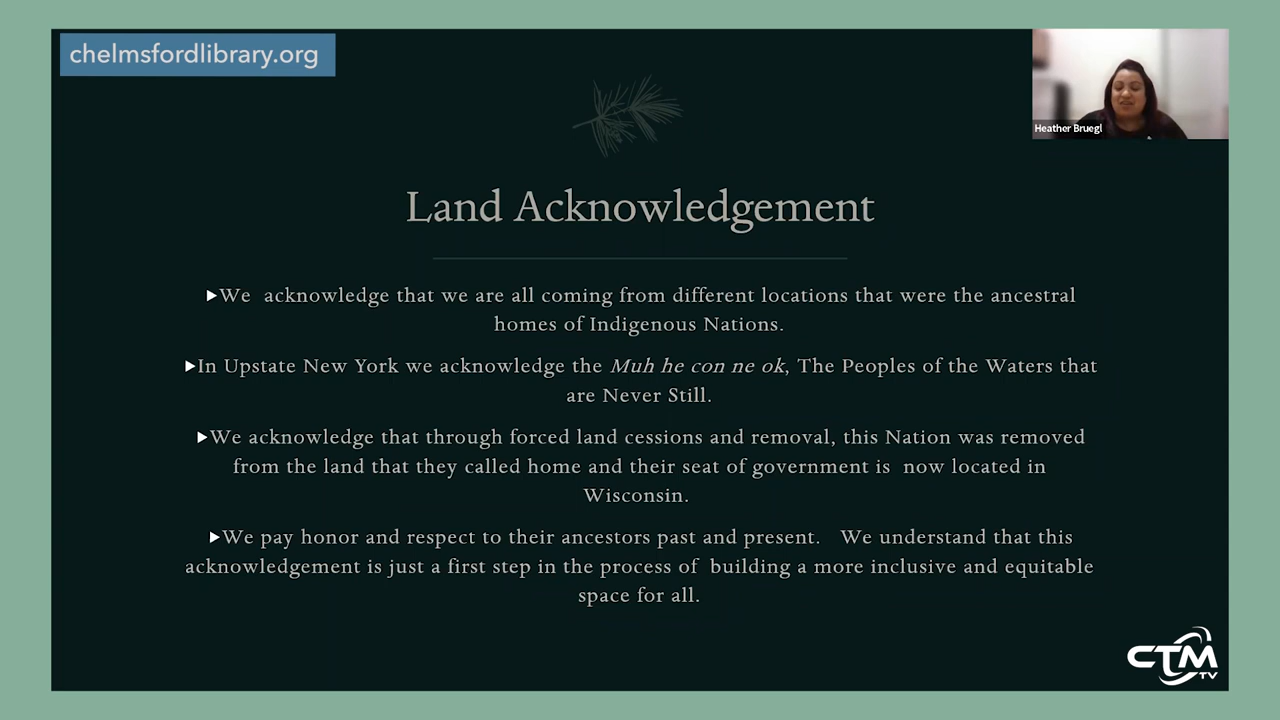 chelmsfordlibrary.org
Heather Bruegl
Land Acknowledgement
▶We acknowledge that we are all coming from different locations that were the ancestral
homes of Indigenous Nations.
▶In Upstate New York we acknowledge the Muh he con ne ok, The Peoples of the Waters that
are Never Still.
▶We acknowledge that through forced land cessions and removal, this Nation was removed
from the land that they called home and their seat of government is now located in
Wisconsin.
▶We pay honor and respect to their ancestors past and present. We understand that this
acknowledgement is just a first step in the process of building a more inclusive and equitable
space for all.
CTM
TV